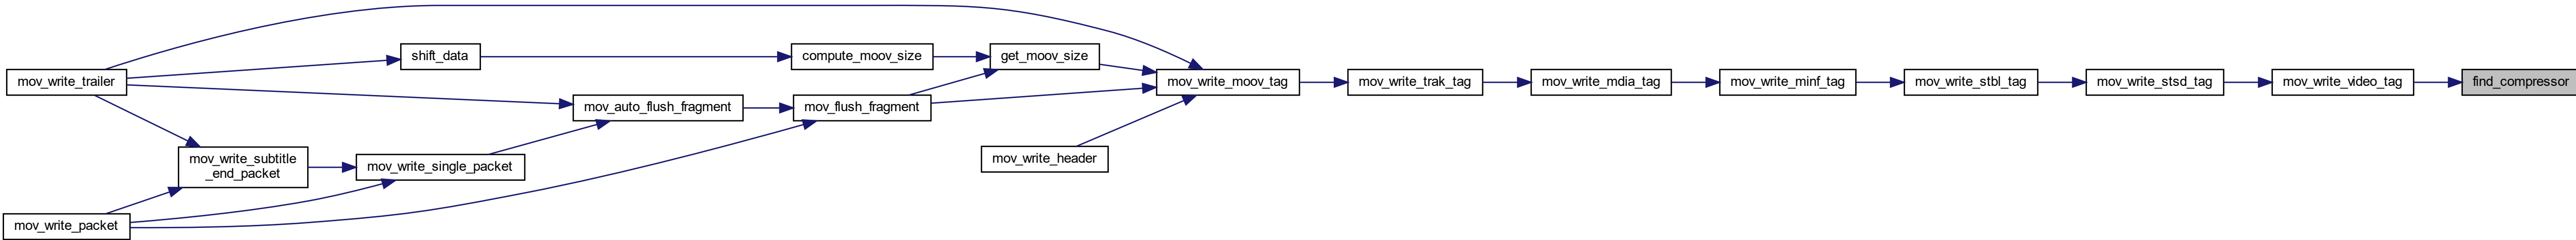 mov_write_trailer
shift_data
compute_moov_size
get_moov_size
mov_write_moov_tag
mov_write_trak_tag
mov_write_mdia_tag
mov_write_minf_tag
mov_write_stbl_tag
mov_write_stsd_tag
mov_write_video_tag
find_compressor
mov_auto_flush_fragment
mov_flush_fragment
mov_write_header
mov_write_subtitle
_end_packet
mov_write_single_packet
mov_write_packet